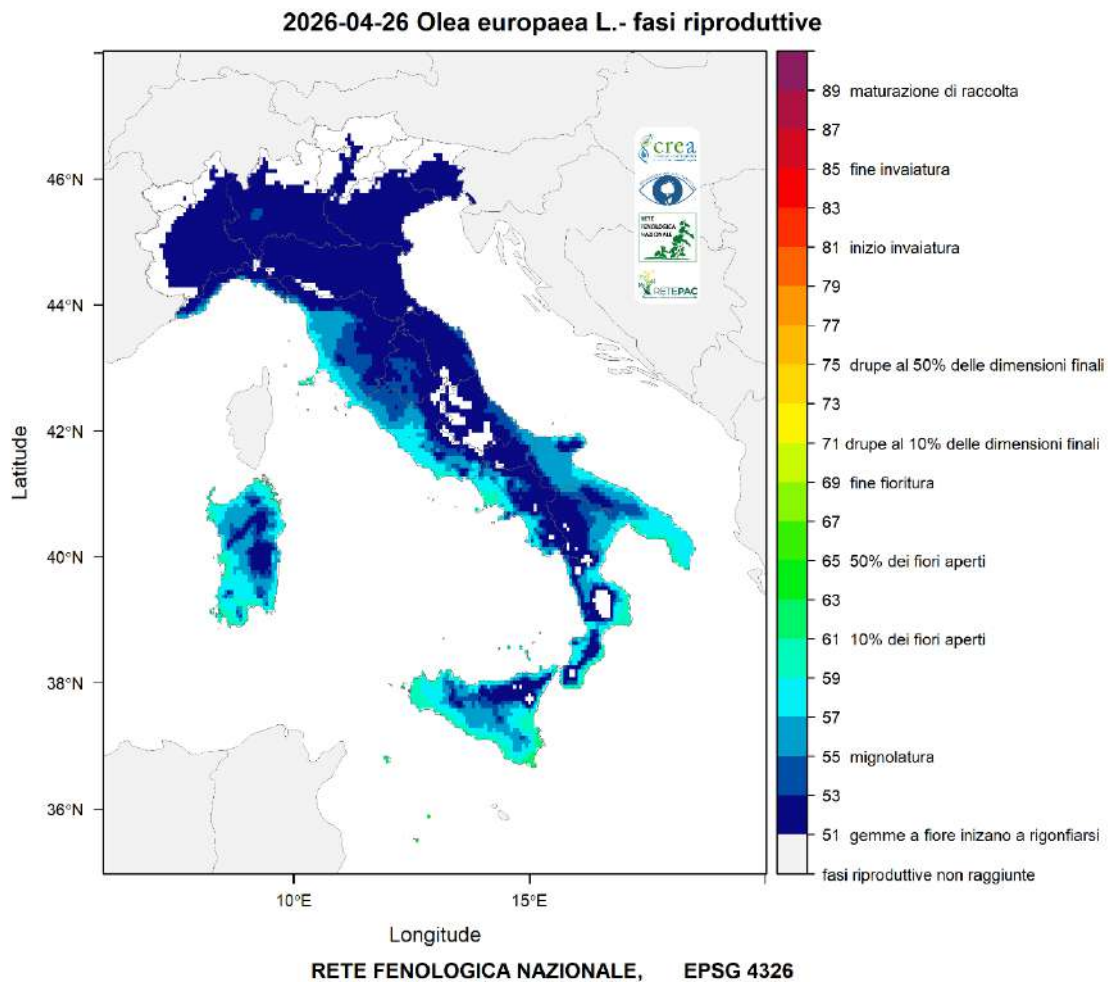 2026-04-26 Olea europaea L.- fasi riproduttive
89 maturazione di raccolta
87
85 fine invaiatura
83
81 inizio invaiatura
79
77
75 drupe al 50% delle dimensioni finali
73
71 drupe al 10% delle dimensioni finali
69 fine fioritura
67
65 50% dei fiori aperti
63
61 10% dei fiori aperti
59
57
55 mignolatura
53
51 gemme a fiore inizano a rigonfiarsi
fasi riproduttive non raggiunte
crea
RETE
FENOLOGICA
NAZIONALE
RETEPAC
46°N
44°N
42°N
40°N
38°N
36°N
Latitude
10°E
15°E
Longitude
RETE FENOLOGICA NAZIONALE, EPSG 4326